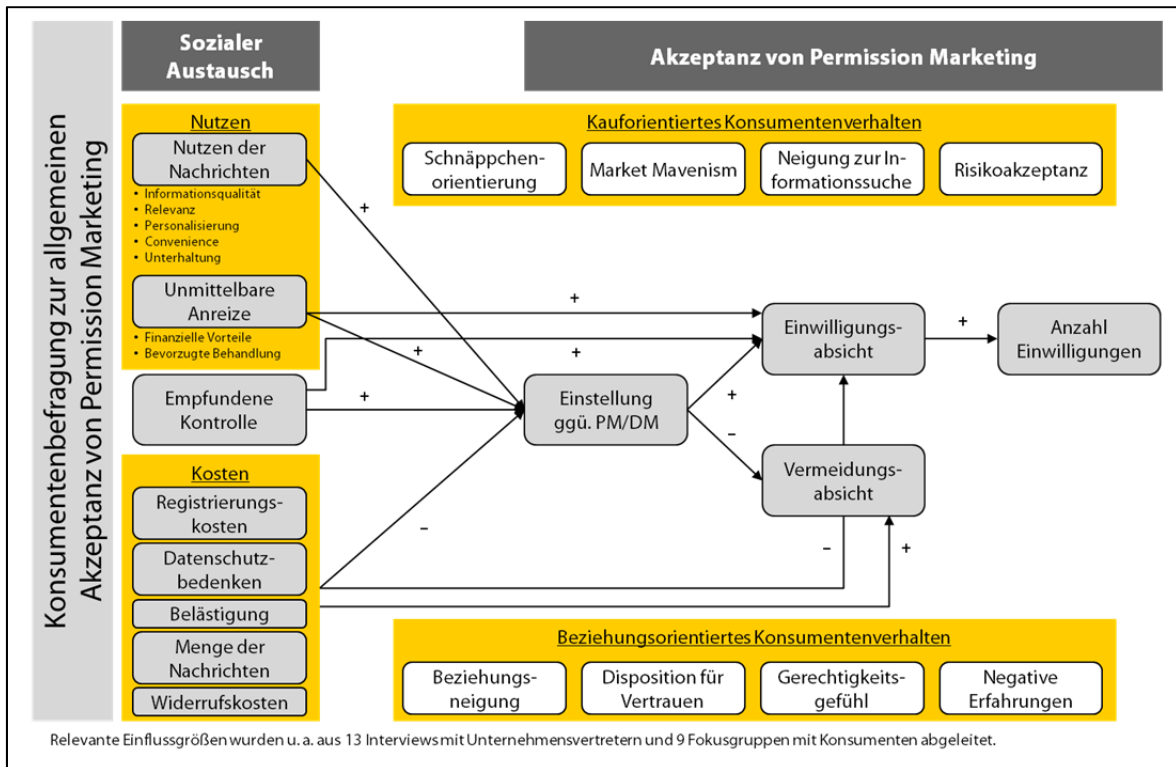 Konsumentenbefragung zur allgemeinen
Akzeptanz von Permission Marketing
Sozialer
Austausch
Akzeptanz von Permission Marketing
Nutzen
Nutzen der
Nachrichten
• Informationsqualität
• Relevanz
• Personalisierung
• Convenience
• Unterhaltung
Unmittelbare
Anreize
• Finanzielle Vorteile
• Bevorzugte Behandlung
Empfundene
Kontrolle
Kosten
Registrierungs-
kosten
Datenschutz-
bedenken
Belästigung
Menge der
Nachrichten
Widerrufskosten
Kauforientiertes Konsumentenverhalten
Schnäppchen-
orientierung
Market Mavenism
Neigung zur In-
formationssuche
Risikoakzeptanz
+
+
+
+
+
–
Einstellung
ggü. PM/DM
+
–
Einwilligungs-
absicht
+
Anzahl
Einwilligungen
Vermeidungs-
absicht
–
+
Beziehungsorientiertes Konsumentenverhalten
Beziehungs-
neigung
Disposition für
Vertrauen
Gerechtigkeits-
gefühl
Negative
Erfahrungen
Relevante Einflussgrößen wurden u. a. aus 13 Interviews mit Unternehmensvertretern und 9 Fokusgruppen mit Konsumenten abgeleitet.